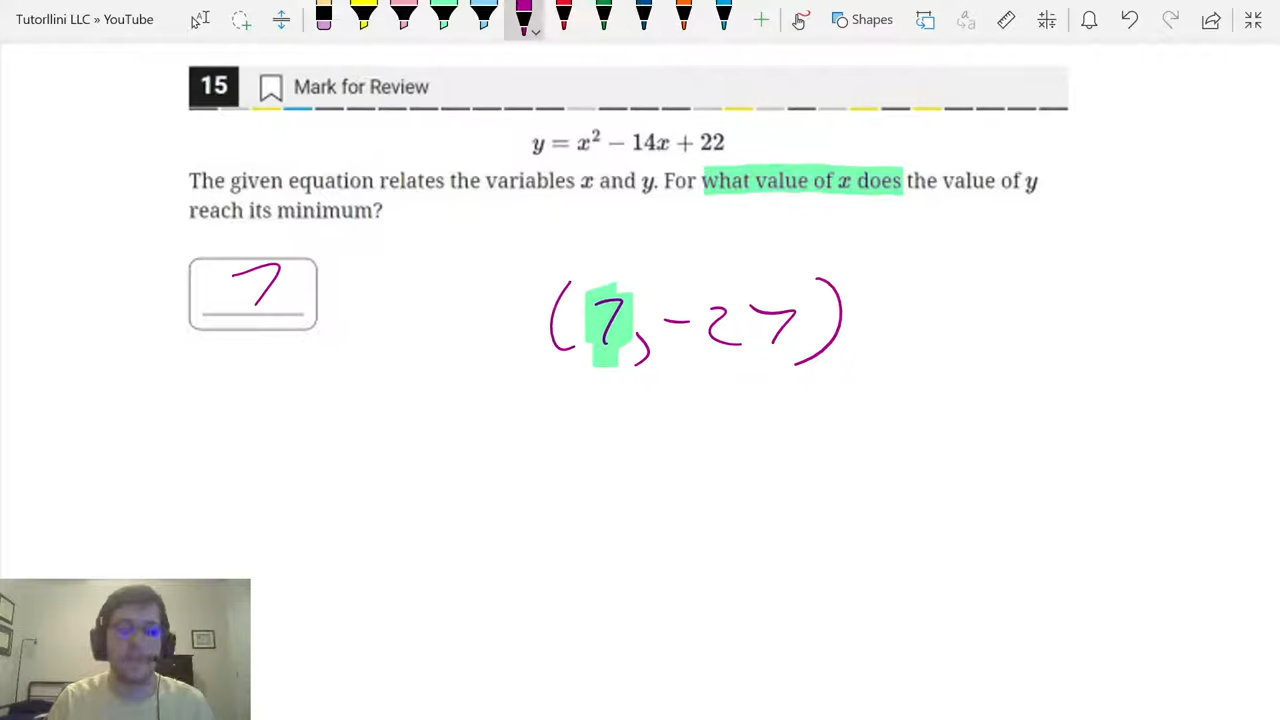 Tutorllini LLC » YouTube
Shapes
15 Mark for Review
y = x² − 14x + 22
The given equation relates the variables x and y. For what value of x does the value of y
reach its minimum?
7
(7, -27)